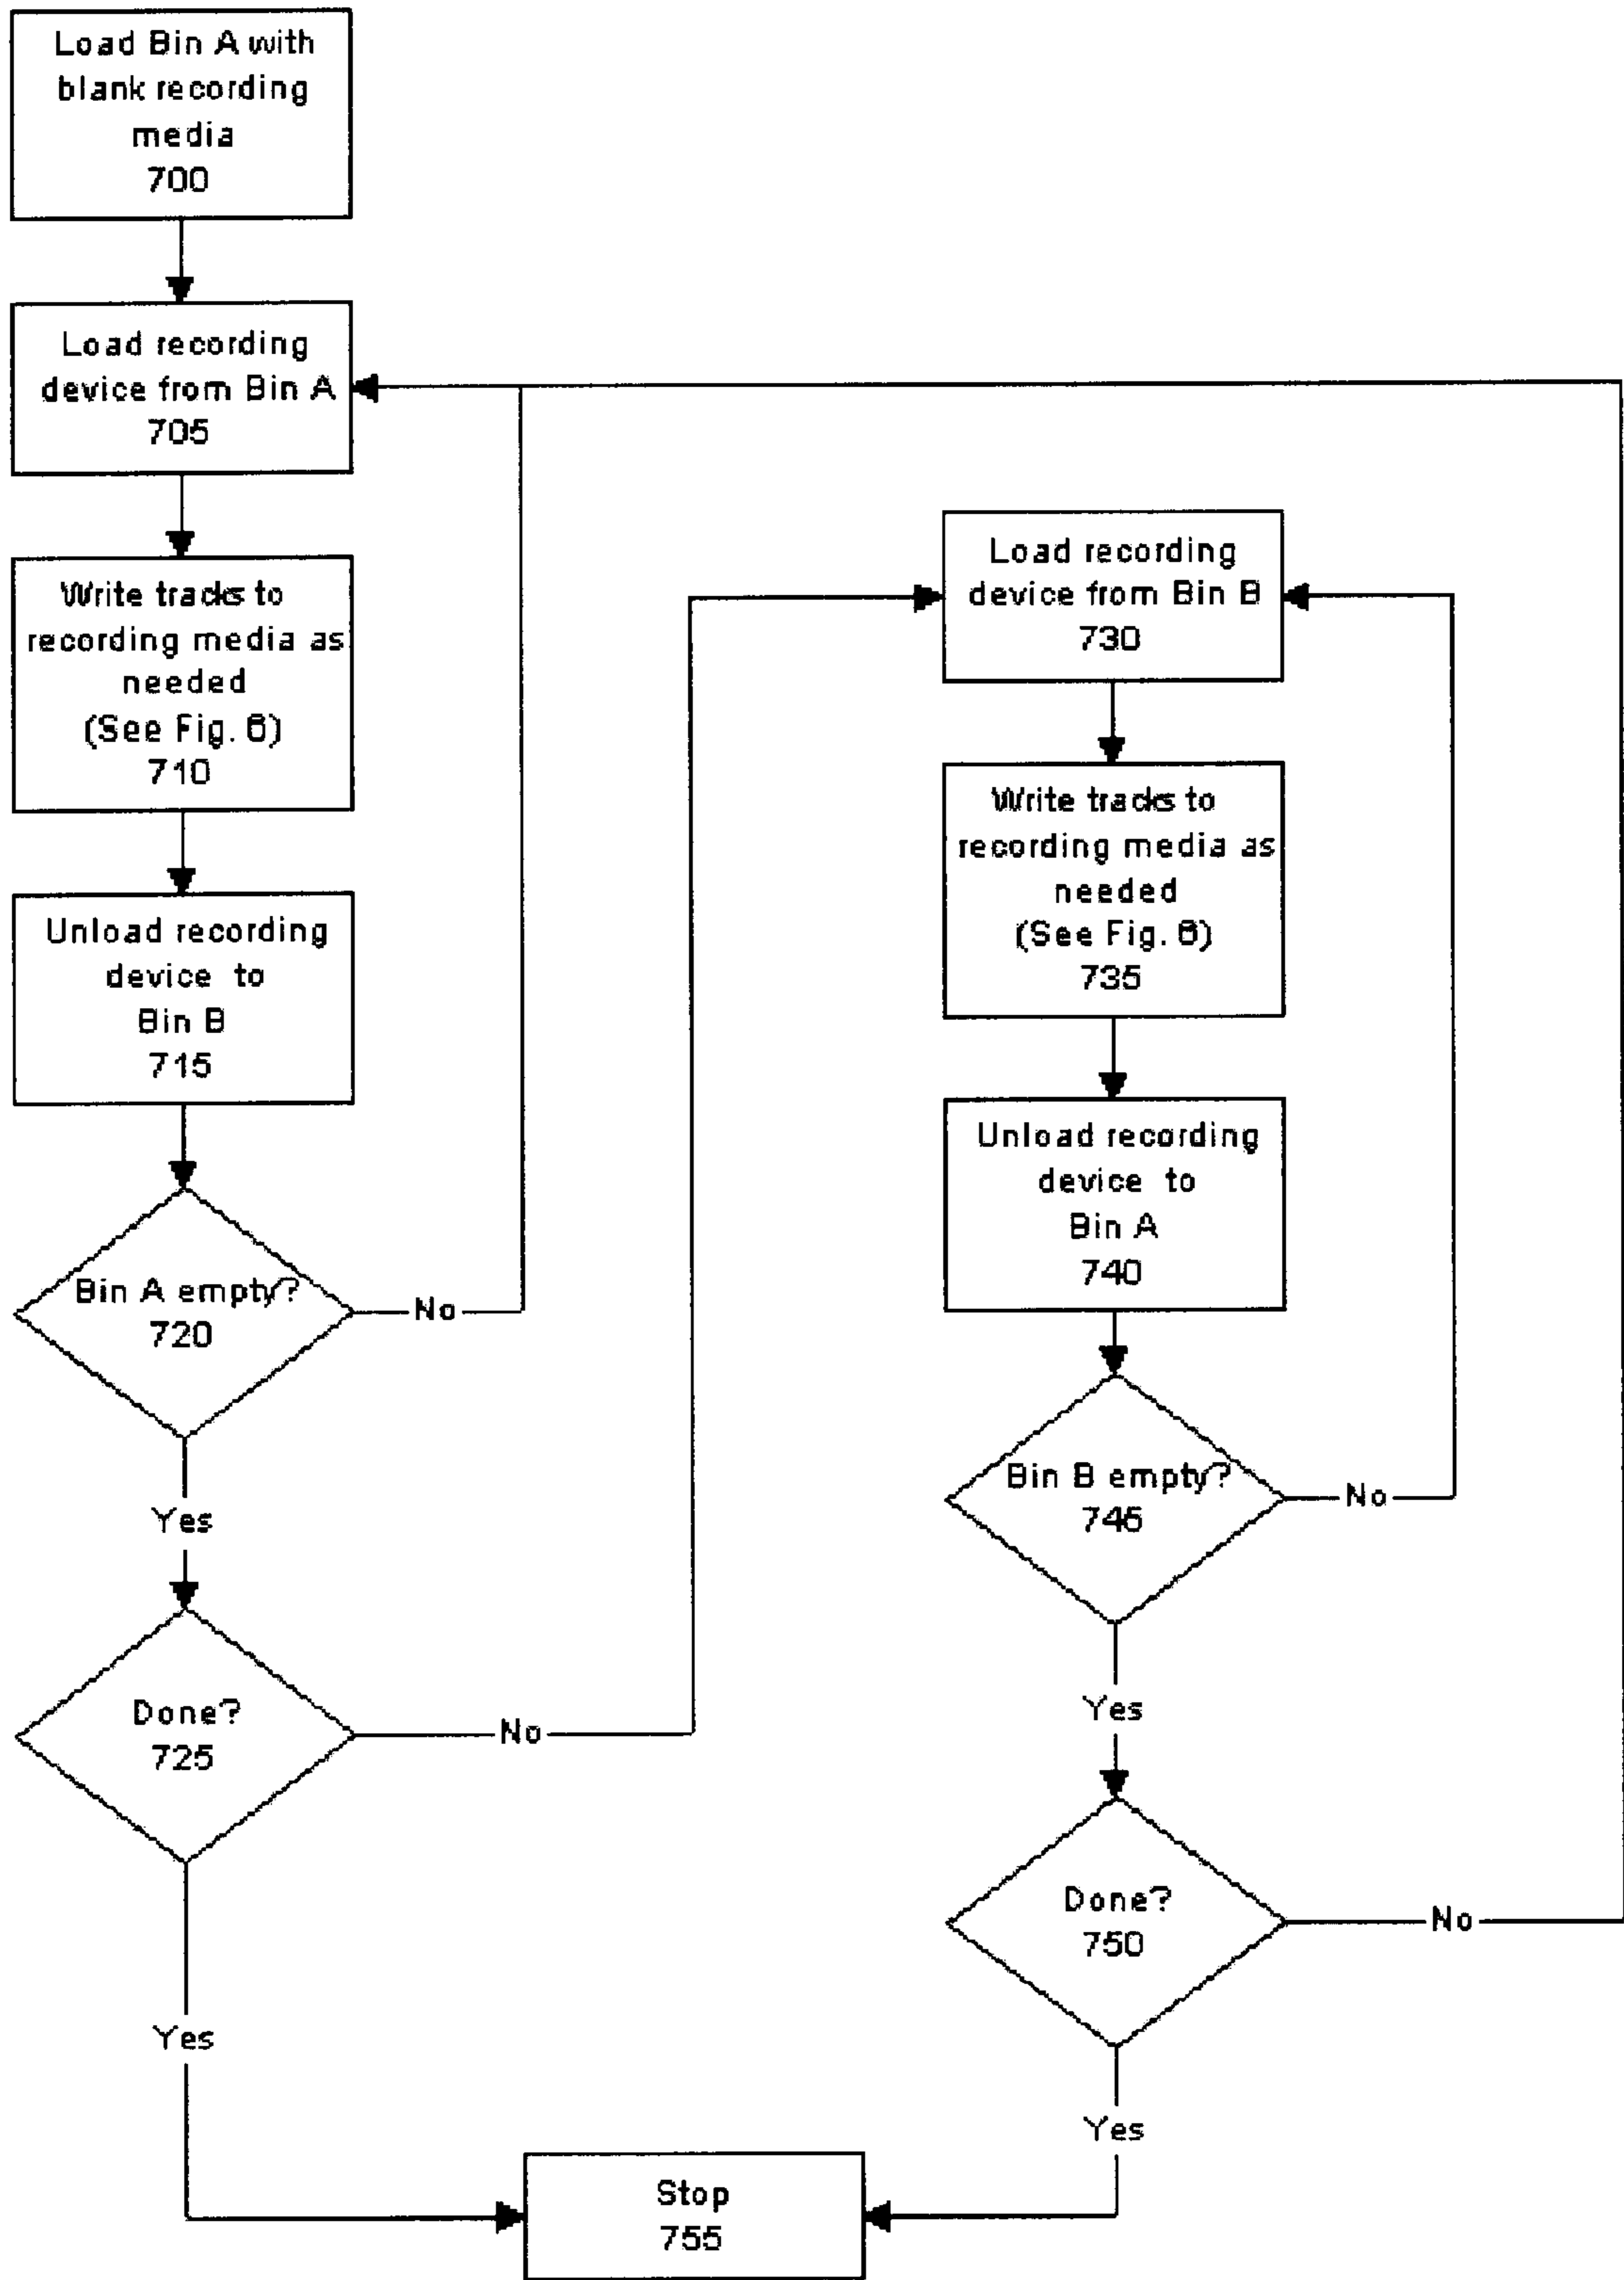 Load Bin A with
blank recording
media
700
Load recording
device from Bin A
705
Write tracks to
recording media as
needed
(See Fig. 6)
710
Unload recording
device to
Bin B
715
Bin A empty?
720
No
Yes
Done?
725
No
Yes
Load recording
device from Bin B
730
Write tracks to
recording media as
needed
(See Fig. 6)
735
Unload recording
device to
Bin A
740
Bin B empty?
745
No
Yes
Done?
750
No
Yes
Stop
755